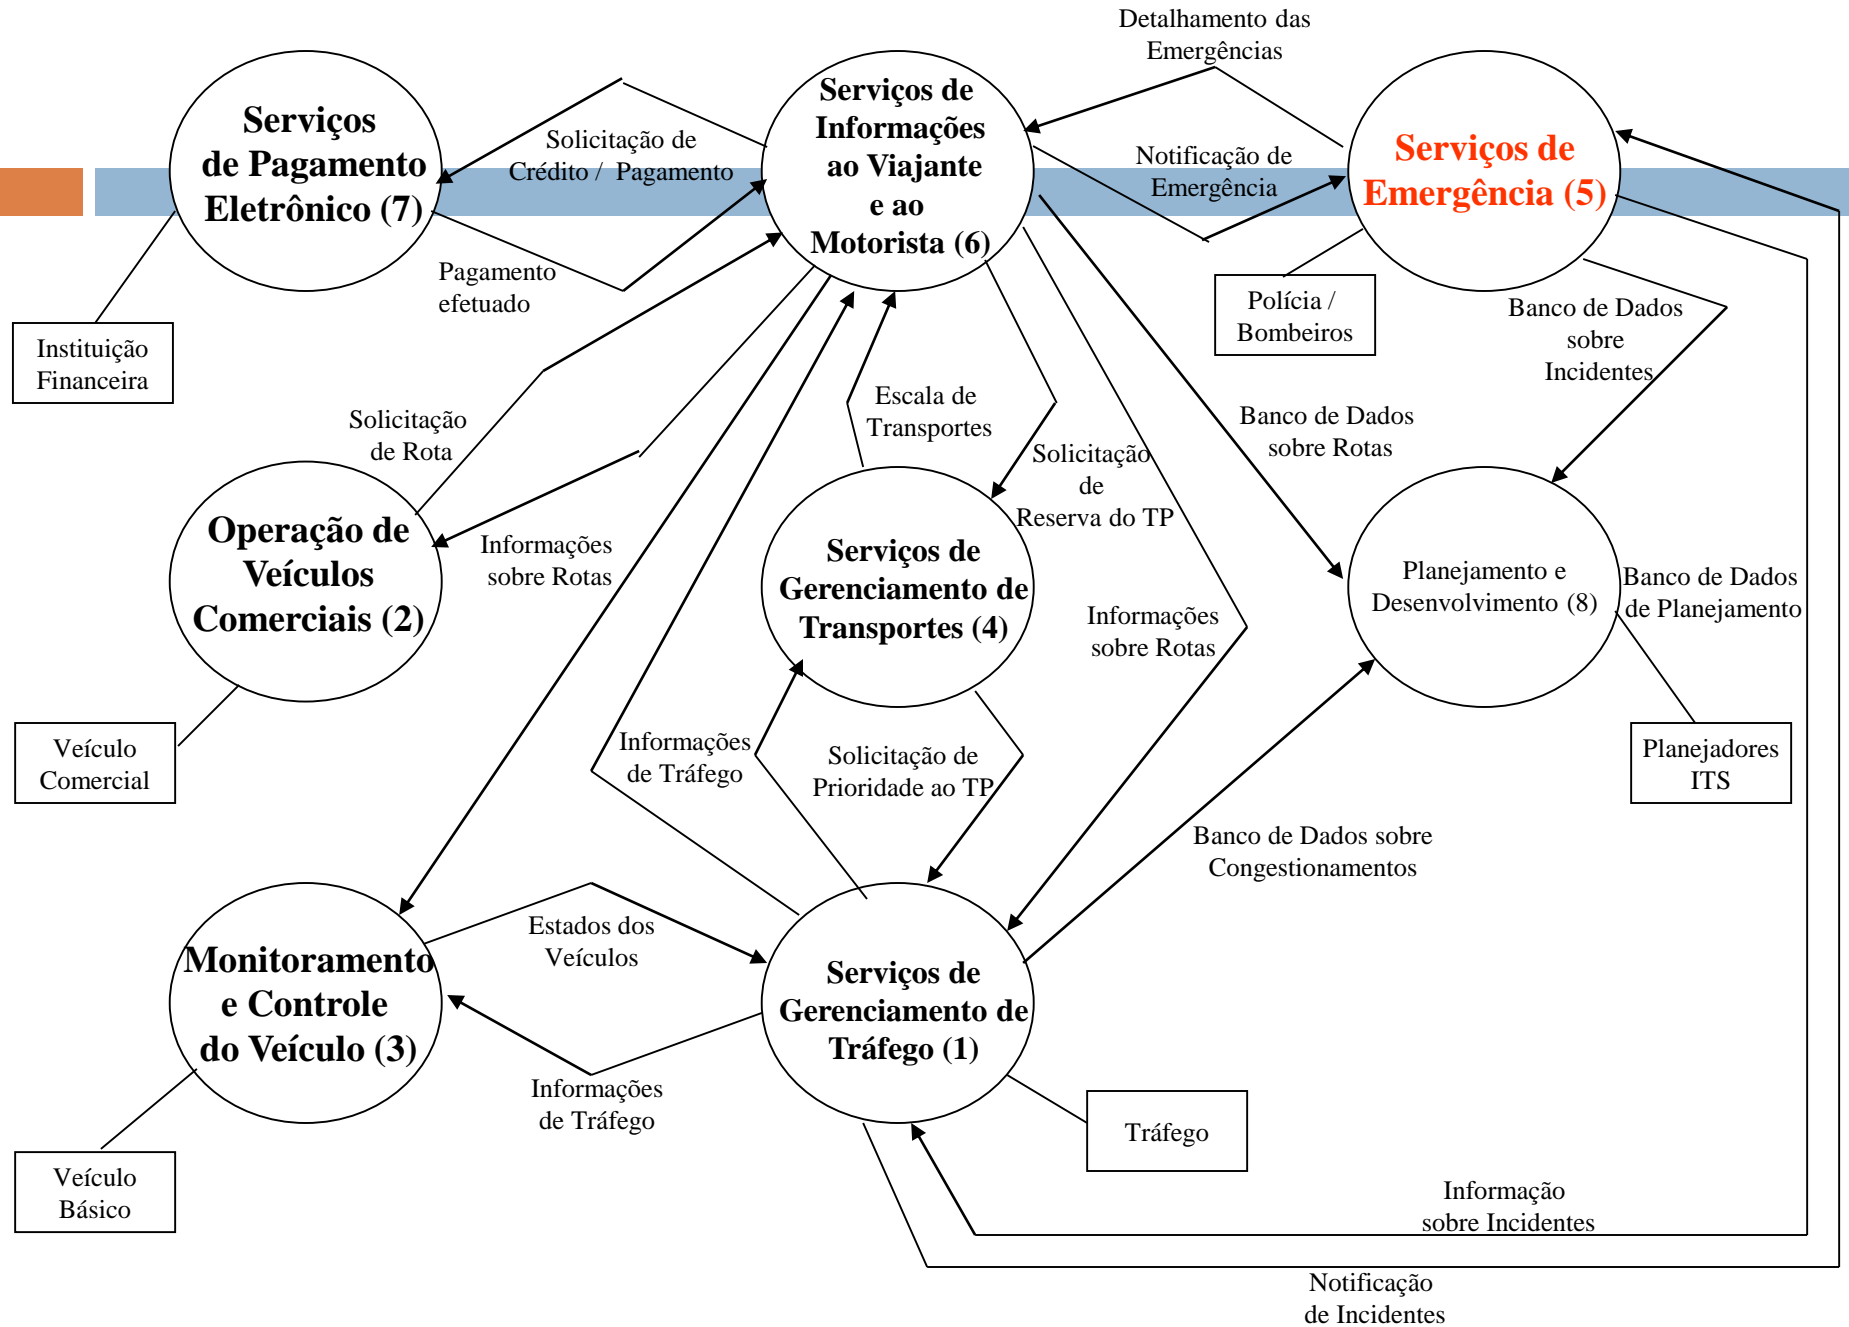 Detalhamento das
Emergências
Serviços
de Pagamento
Eletrônico (7)
Solicitação de
Crédito / Pagamento
Serviços de
Informações
ao Viajante
e ao
Motorista (6)
Notificação de
Emergência
Serviços de
Emergência (5)
Pagamento
efetuado
Instituição
Financeira
Polícia /
Bombeiros
Banco de Dados
sobre
Incidentes
Solicitação
de Rota
Escala de
Transportes
Solicitação
de
Reserva do TP
Banco de Dados
sobre Rotas
Operação de
Veículos
Comerciais (2)
Informações
sobre Rotas
Serviços de
Gerenciamento de
Transportes (4)
Informações
sobre Rotas
Planejamento e
Desenvolvimento (8)
Banco de Dados
de Planejamento
Veículo
Comercial
Informações
de Tráfego
Solicitação de
Prioridade ao TP
Planejadores
ITS
Banco de Dados sobre
Congestionamentos
Monitoramento
e Controle
do Veículo (3)
Estados dos
Veículos
Serviços de
Gerenciamento de
Tráfego (1)
Informações
de Tráfego
Tráfego
Veículo
Básico
Informação
sobre Incidentes
Notificação
de Incidentes